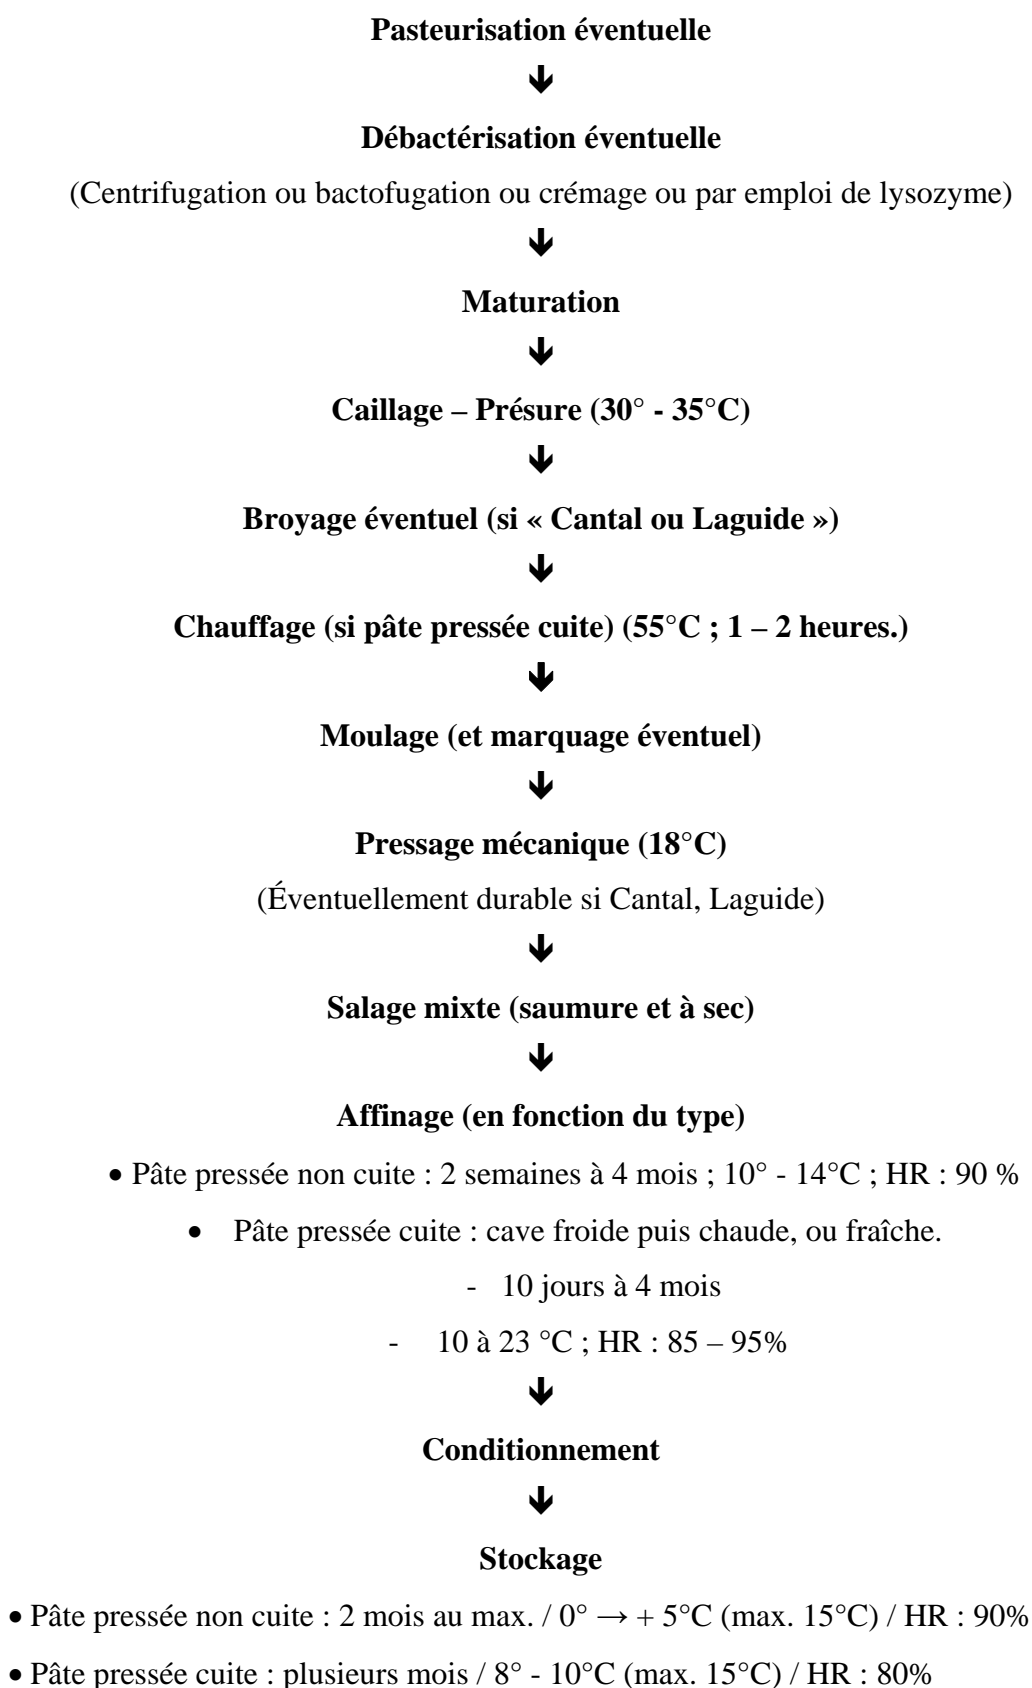 Pasteurisation éventuelle
🡻
Débactérisation éventuelle
(Centrifugation ou bactofugation ou crémage ou par emploi de lysozyme)
🡻
Maturation
🡻
Caillage – Présure (30° - 35°C)
🡻
Broyage éventuel (si « Cantal ou Laguide »)
🡻
Chauffage (si pâte pressée cuite) (55°C ; 1 – 2 heures.)
🡻
Moulage (et marquage éventuel)
🡻
Pressage mécanique (18°C)
(Éventuellement durable si Cantal, Laguide)
🡻
Salage mixte (saumure et à sec)
🡻
Affinage (en fonction du type)
• Pâte pressée non cuite : 2 semaines à 4 mois ; 10° - 14°C ; HR : 90 %
• Pâte pressée cuite : cave froide puis chaude, ou fraîche.
- 10 jours à 4 mois
- 10 à 23 °C ; HR : 85 – 95%
🡻
Conditionnement
🡻
Stockage
• Pâte pressée non cuite : 2 mois au max. / 0° → + 5°C (max. 15°C) / HR : 90%
• Pâte pressée cuite : plusieurs mois / 8° - 10°C (max. 15°C) / HR : 80%